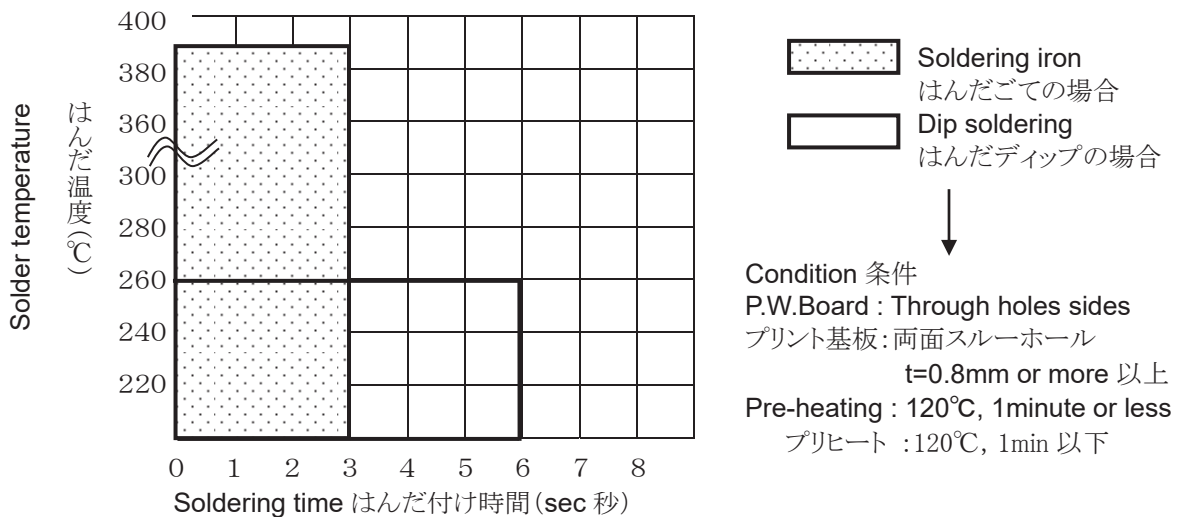 Solder temperature
はんだ温度(℃)
400
380
360
300
280
260
240
220
0 1 2 3 4 5 6 7 8
Soldering time はんだ付け時間(sec 秒)
Soldering iron
はんだごての場合
Dip soldering
はんだディップの場合
Condition 条件
P.W.Board : Through holes sides
プリント基板:両面スルーホール
t=0.8mm or more 以上
Pre-heating : 120℃, 1minute or less
プリヒート :120℃, 1min 以下